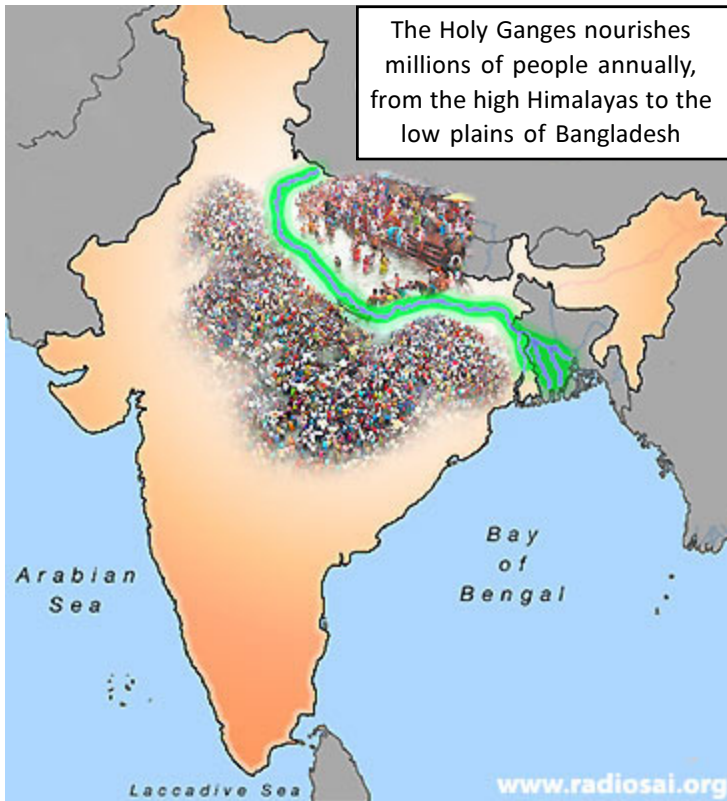 The Holy Ganges nourishes
millions of people annually,
from the high Himalayas to the
low plains of Bangladesh
Bay
of
Bengal
Arabian
Sea
Laccadive Sea
www.radiosai.org